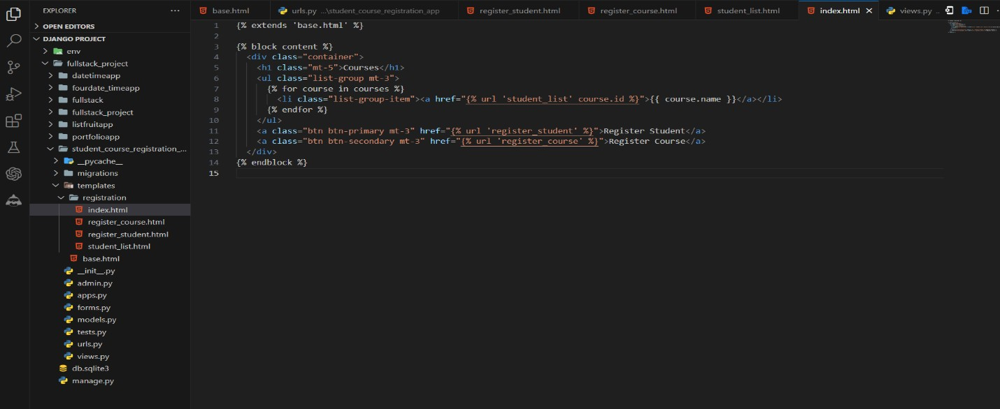 EXPLORER
···
OPEN EDITORS
DJANGO PROJECT
env
fullstack_project
datetimeapp
fourdate_timeapp
fullstack
fullstack_project
listfruitapp
portfolioapp
student_course_registration_...
__pycache__
migrations
templates
registration
index.html
register_course.html
register_student.html
student_list.html
base.html
__init__.py
admin.py
apps.py
forms.py
models.py
tests.py
urls.py
views.py
db.sqlite3
manage.py
base.html urls.py ...\student_course_registration_app register_student.html register_course.html student_list.html index.html views.py ..
1 {% extends 'base.html' %}
2
3 {% block content %}
4 <div class="container">
5 <h1 class="mt-5">Courses</h1>
6 <ul class="list-group mt-3">
7 {% for course in courses %}
8 <li class="list-group-item"><a href="{% url 'student_list' course.id %}">{{ course.name }}</a></li>
9 {% endfor %}
10 </ul>
11 <a class="btn btn-primary mt-3" href="{% url 'register_student' %}">Register Student</a>
12 <a class="btn btn-secondary mt-3" href="{% url 'register_course' %}">Register Course</a>
13 </div>
14 {% endblock %}
15